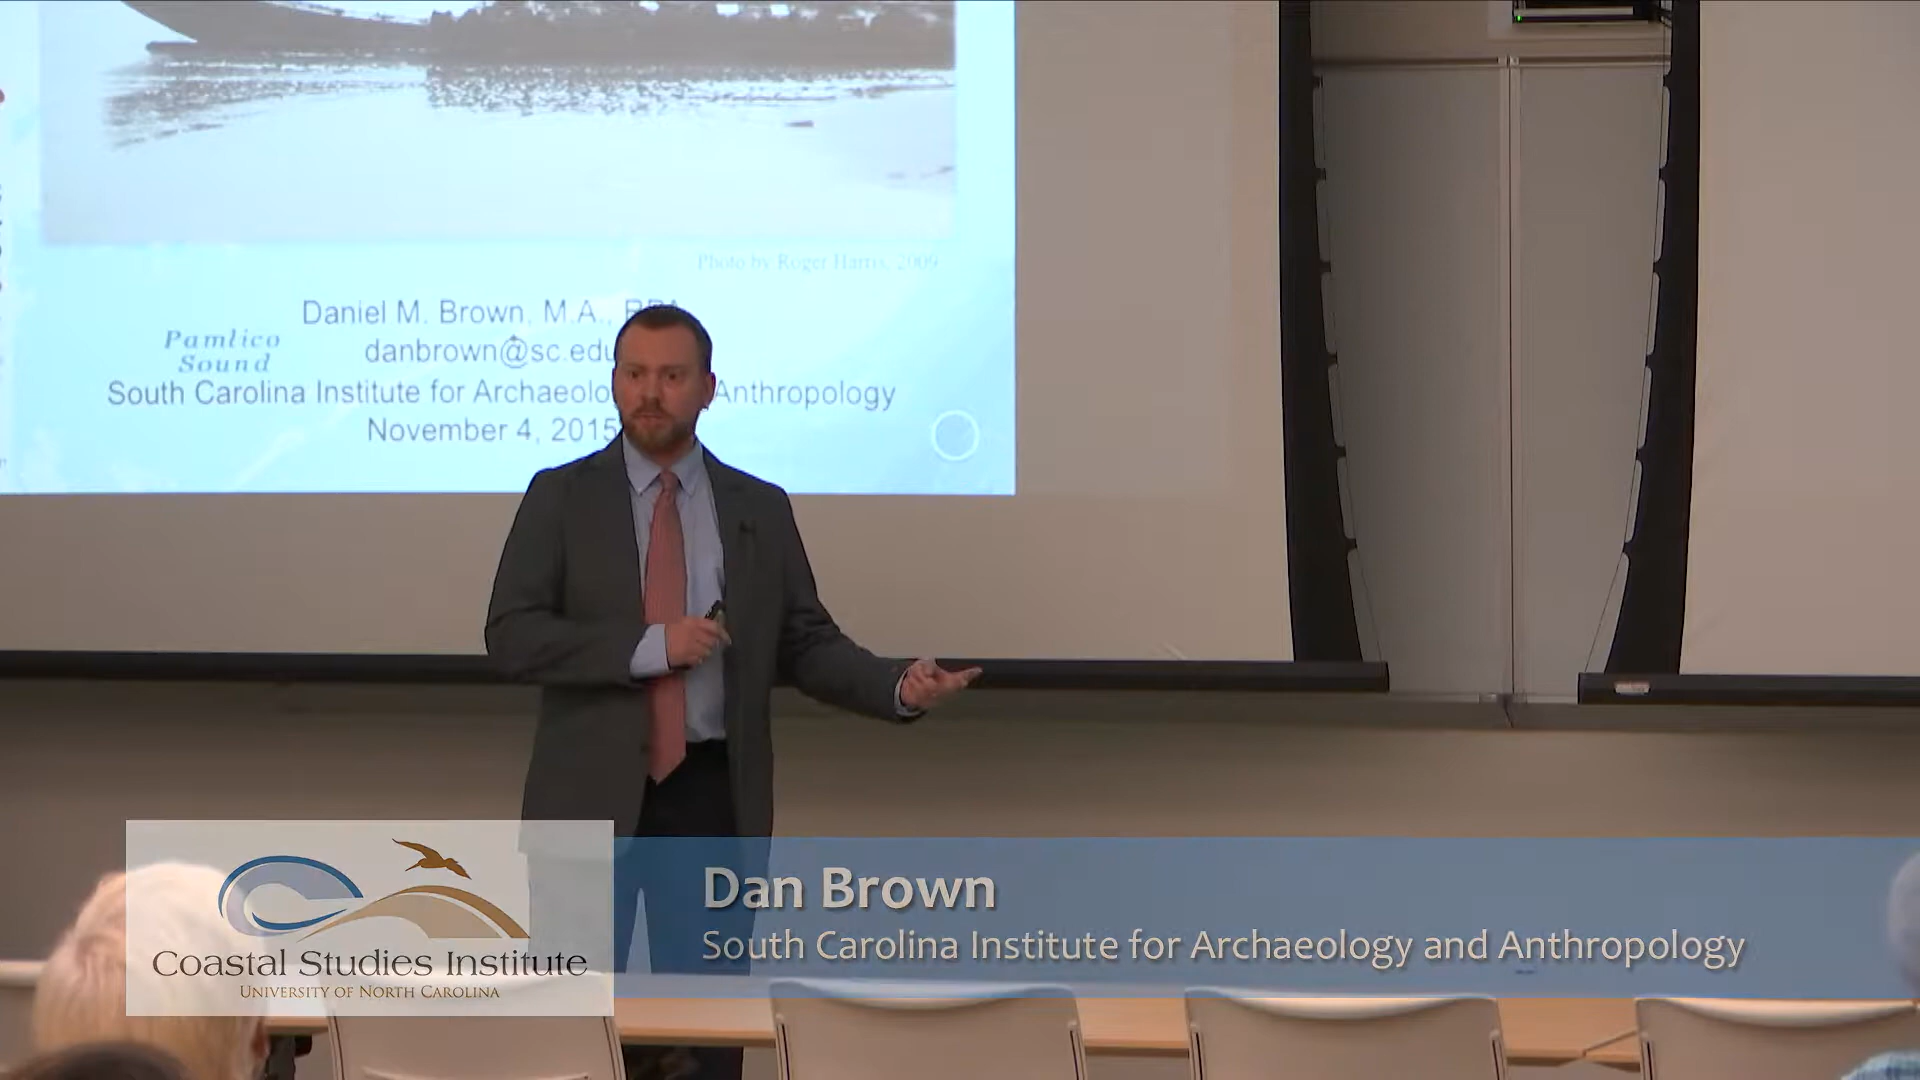 Photo by Roger Harris, 2009
Daniel M. Brown, M.A., RPA
Pamlico
Sound
danbrown@sc.edu
South Carolina Institute for Archaeolo Anthropology
November 4, 2015
Coastal Studies Institute
UNIVERSITY OF NORTH CAROLINA
Dan Brown
South Carolina Institute for Archaeology and Anthropology